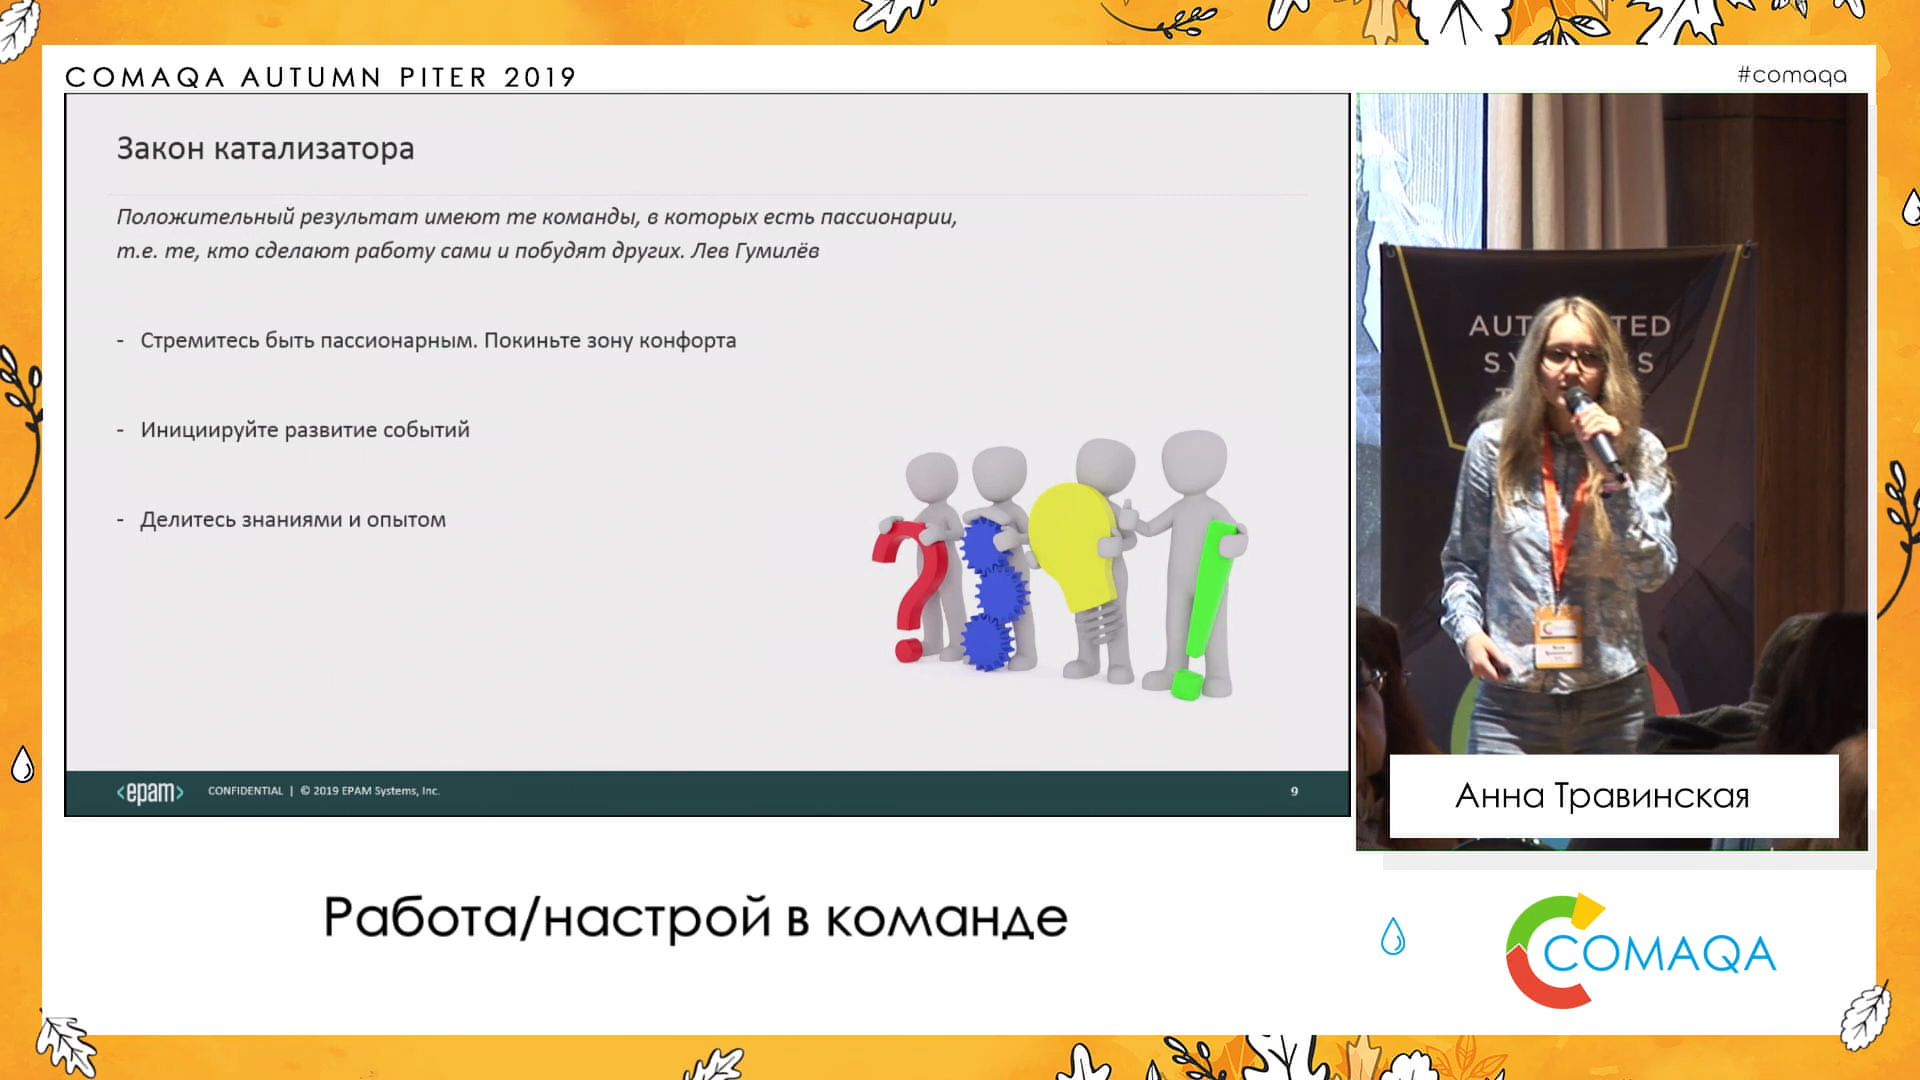 COMAQA AUTUMN PITER 2019
#comaqa
Закон катализатора
Положительный результат имеют те команды, в которых есть пассионарии,
т.е. те, кто сделают работу сами и побудят других. Лев Гумилёв
- Стремитесь быть пассионарным. Покиньте зону конфорта
- Инициируйте развитие событий
- Делитесь знаниями и опытом
<epam> CONFIDENTIAL | © 2019 EPAM Systems, Inc. 9
Анна Травинская
Работа/настрой в команде
COMAQA